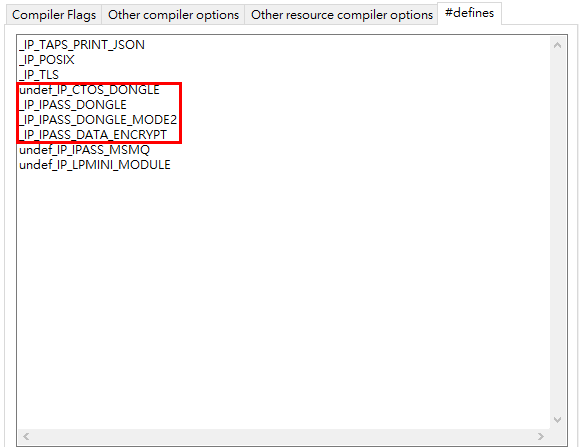 Compiler Flags Other compiler options Other resource compiler options #defines
_IP_TAPS_PRINT_JSON
_IP_POSIX
_IP_TLS
undef_IP_CTOS_DONGLE
_IP_IPASS_DONGLE
_IP_IPASS_DONGLE_MODE2
_IP_IPASS_DATA_ENCRYPT
undef_IP_IPASS_MSMQ
undef_IP_LPMINI_MODULE